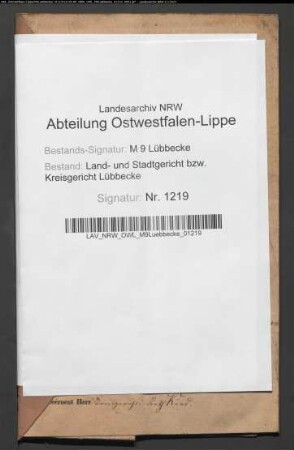 Landesarchiv NRW
Abteilung Ostwestfalen-Lippe
Bestands-Signatur: M 9 Lübbecke
Bestand: Land- und Stadtgericht bzw.
Kreisgericht Lübbecke
Signatur: Nr. 1219
LAV_NRW_OWL_M9Luebbecke_01219
Herr